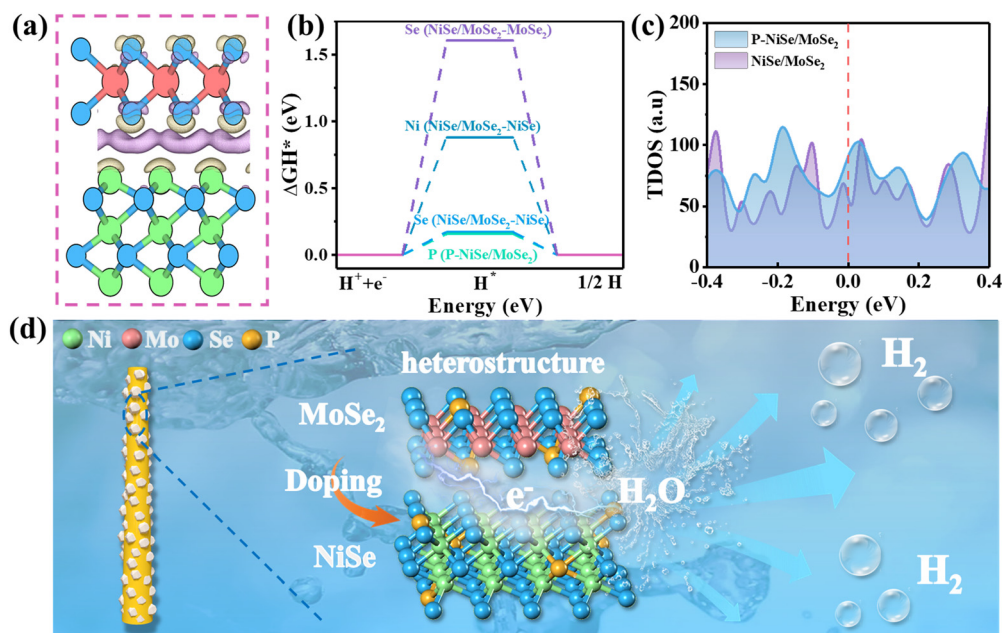 (a)
(b)
ΔGH* (eV)
1.5
1.0
0.5
0.0
Se (NiSe/MoSe₂-MoSe₂)
Ni (NiSe/MoSe₂-NiSe)
Se (NiSe/MoSe₂-NiSe)
P (P-NiSe/MoSe₂)
H⁺+e⁻ H* 1/2 H
Energy (eV)
(c)
TDOS (a.u)
200
150
100
50
P-NiSe/MoSe₂
NiSe/MoSe₂
-0.4 -0.2 0.0 0.2 0.4
Energy (eV)
(d)
Ni Mo Se P
heterostructure
MoSe₂
Doping
NiSe
e⁻
H₂O
H₂
H₂